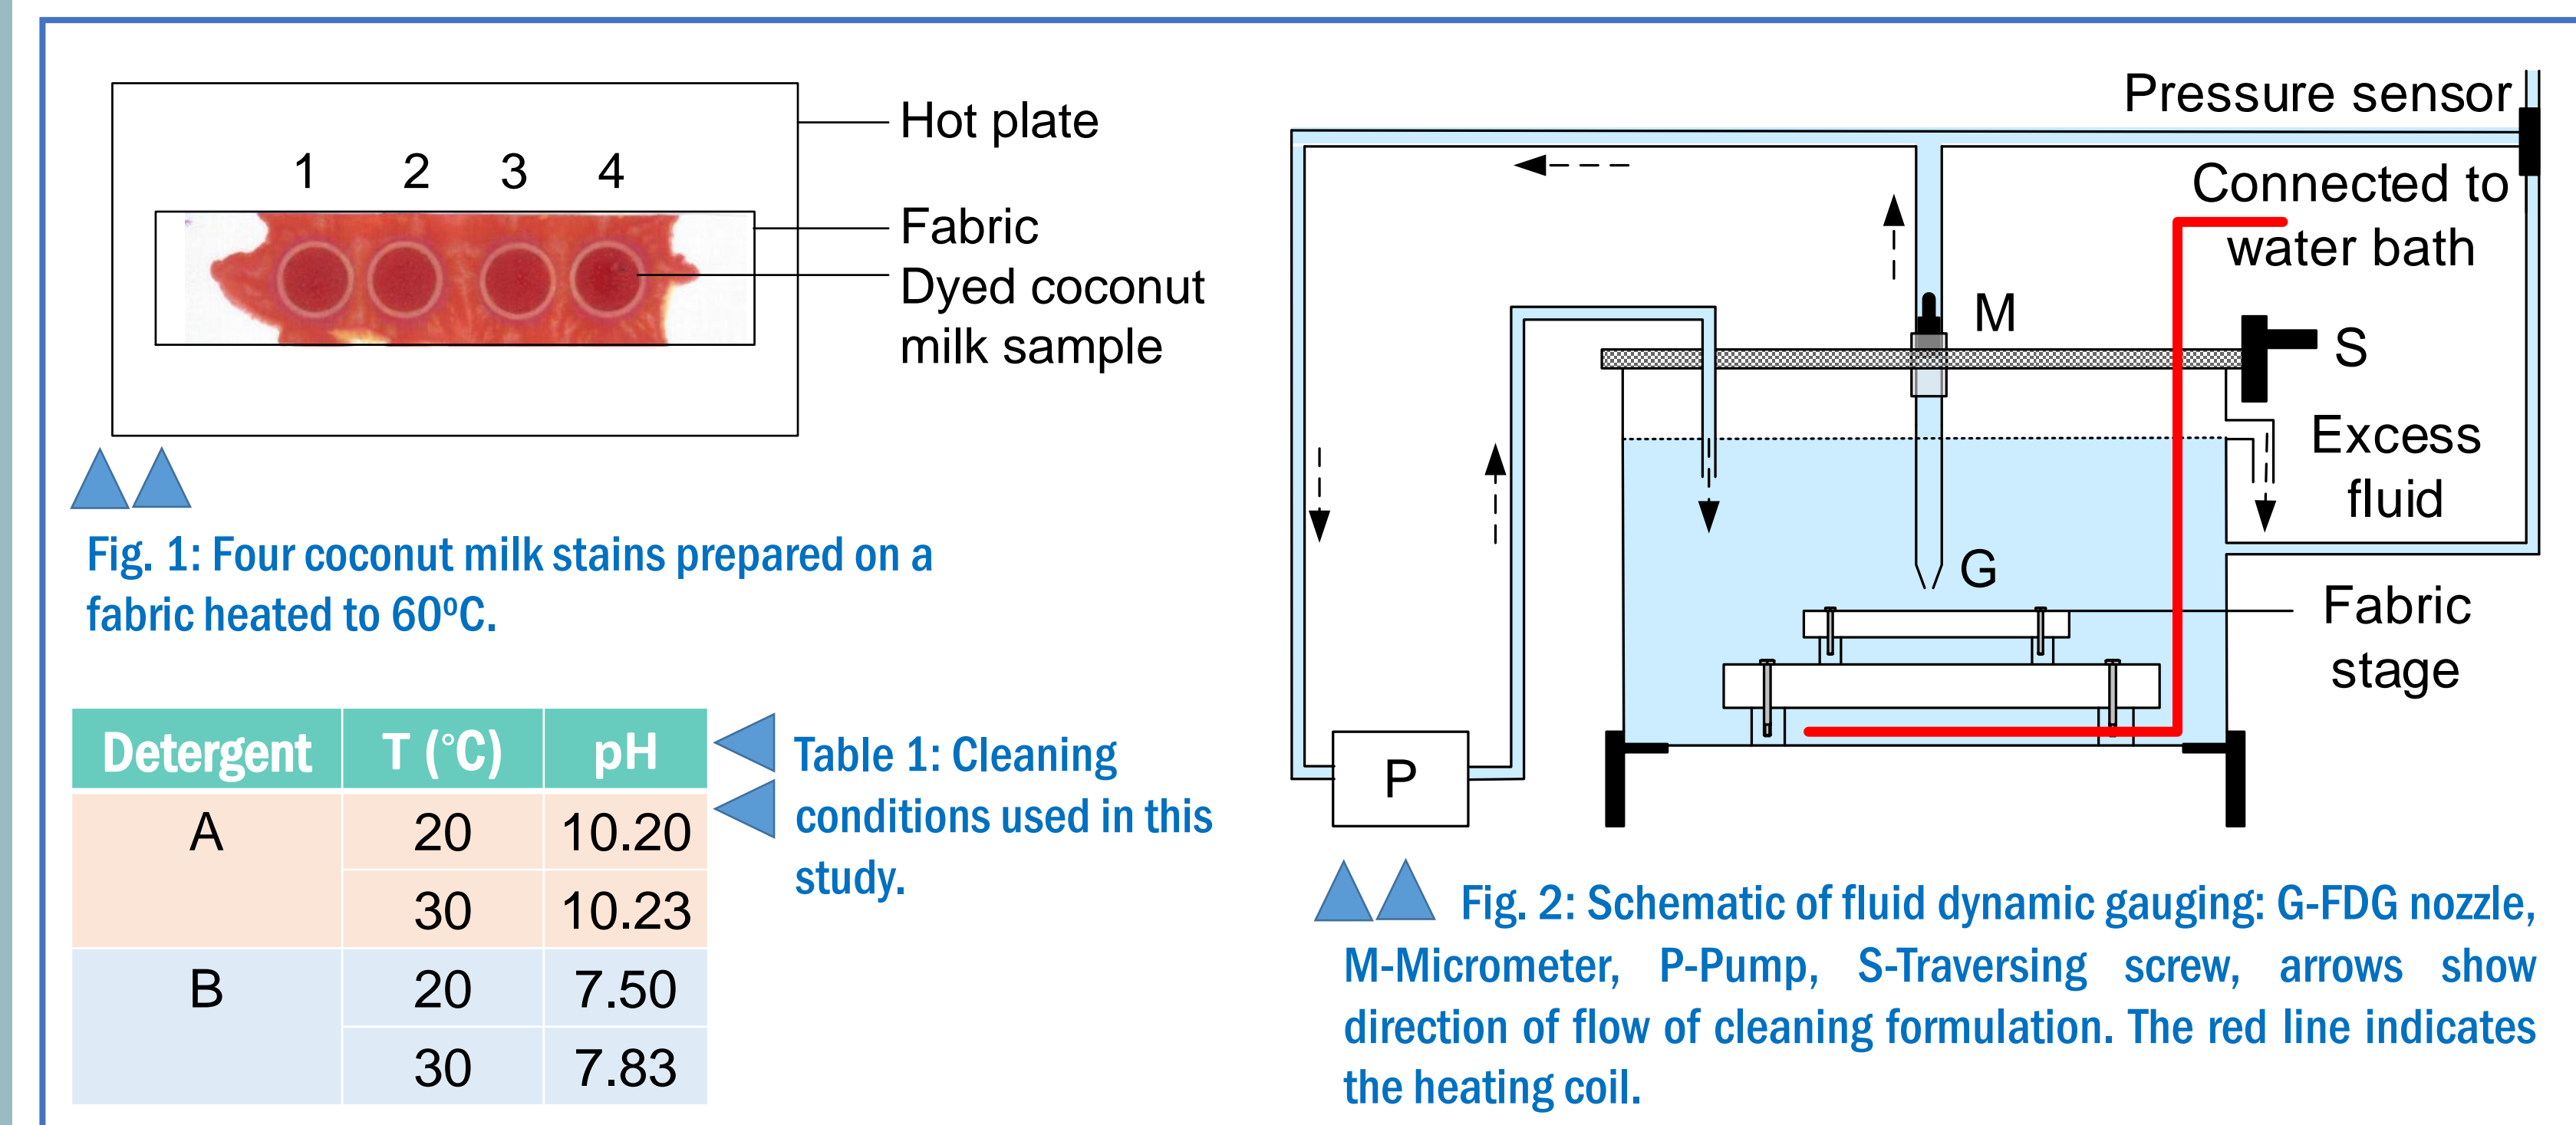 Hot plate
1 2 3 4
Fabric
Dyed coconut
milk sample
Fig. 1: Four coconut milk stains prepared on a
fabric heated to 60⁰C.
Detergent T (°C) pH
A 20 10.20
30 10.23
B 20 7.50
30 7.83
Table 1: Cleaning
conditions used in this
study.
Pressure sensor
Connected to
water bath
M
S
Excess
fluid
G
Fabric
stage
P
Fig. 2: Schematic of fluid dynamic gauging: G-FDG nozzle,
M-Micrometer, P-Pump, S-Traversing screw, arrows show
direction of flow of cleaning formulation. The red line indicates
the heating coil.